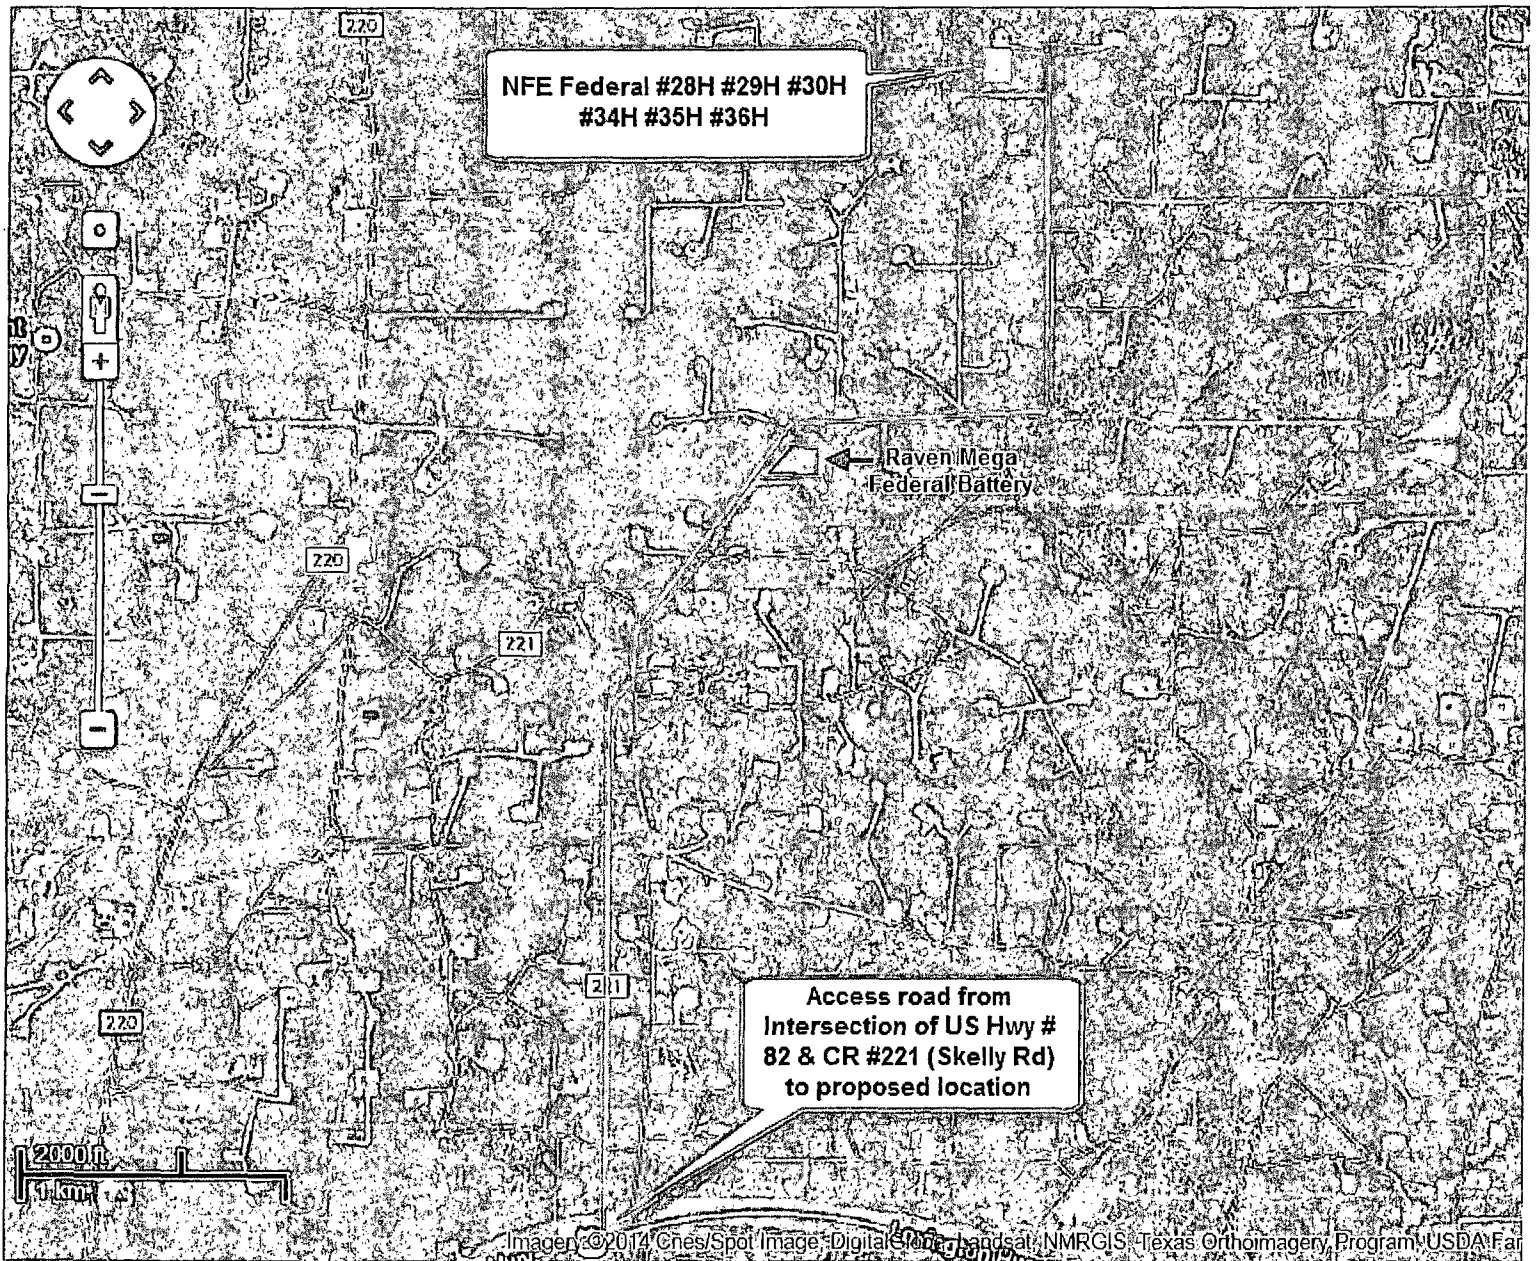 220
NFE Federal #28H #29H #30H
#34H #35H #36H
Raven Mega
Federal Battery
220
221
221
220
Access road from
Intersection of US Hwy #
82 & CR #221 (Skelly Rd)
to proposed location
2000 ft
1 km
Imagery ©2014 Cnes/Spot Image, DigitalGlobe, Landsat, NMRGIS, Texas Orthoimagery Program, USDA Far